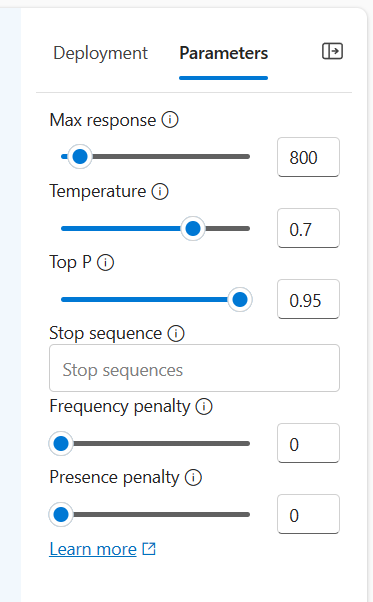 Deployment Parameters
Max response
800
Temperature
0.7
Top P
0.95
Stop sequence
Stop sequences
Frequency penalty
0
Presence penalty
0
Learn more